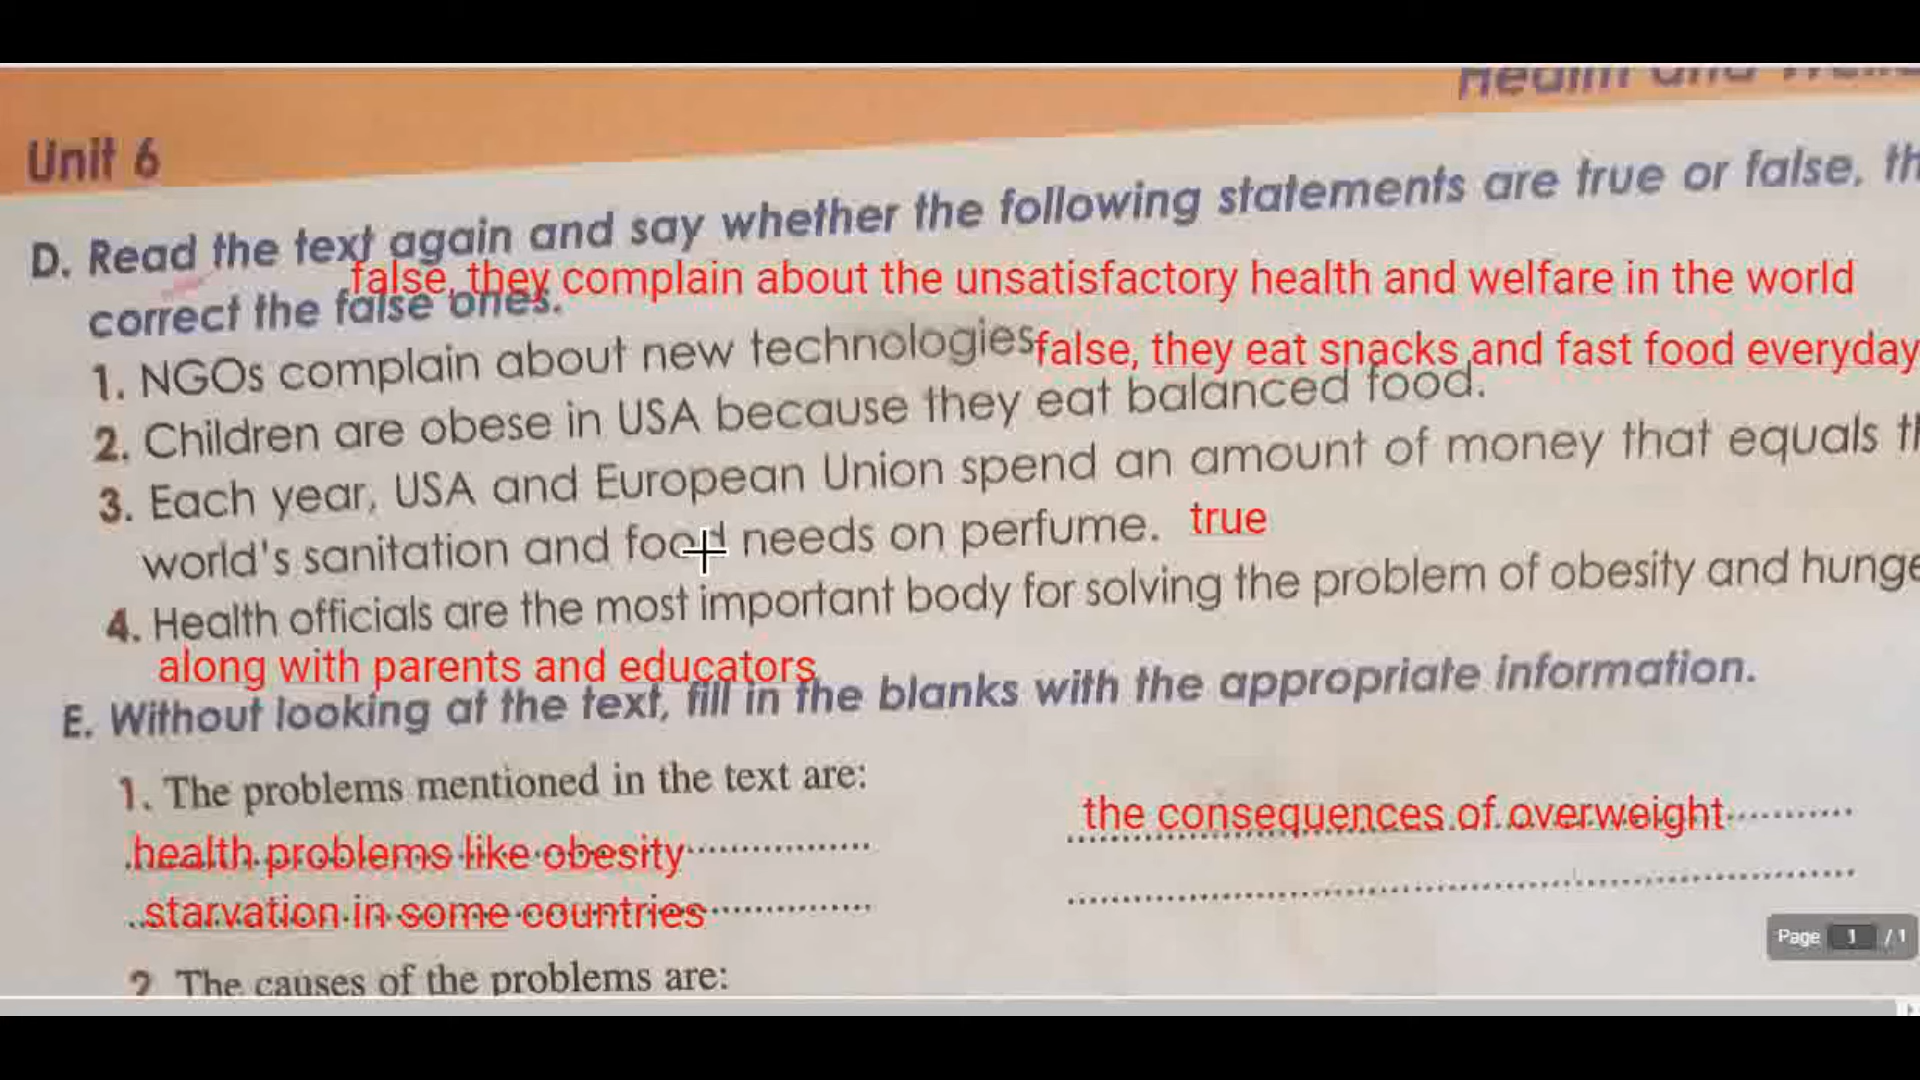 Unit 6
D. Read the text again and say whether the following statements are true or false,
false, they complain about the unsatisfactory health and welfare in the world
correct the false ones.
1. NGOs complain about new technologies
false, they eat snacks and fast food everyday
2. Children are obese in USA because they eat balanced food.
3. Each year, USA and European Union spend an amount of money that equals
world's sanitation and food needs on perfume. true
4. Health officials are the most important body for solving the problem of obesity and
along with parents and educators
E. Without looking at the text, fill in the blanks with the appropriate information.
1. The problems mentioned in the text are:
the consequences of overweight
health problems like obesity
starvation in some countries
Page 1 / 1
2 The causes of the problems are: